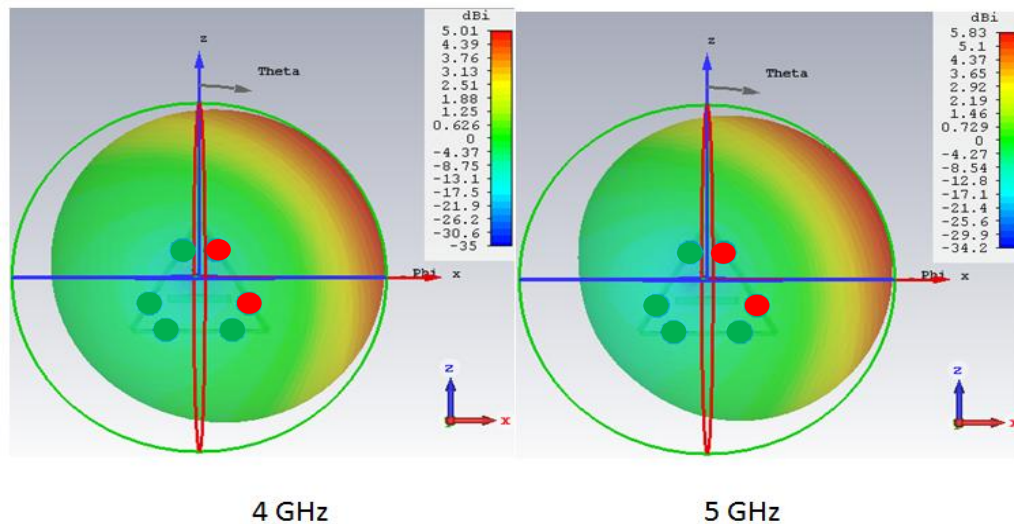 dBi
5.01
4.39
3.76
3.13
2.51
1.88
1.25
0.626
0
-4.37
-8.75
-13.1
-17.5
-21.9
-26.2
-30.6
-35
z
Theta
Phi x
z
x
4 GHz
dBi
5.83
5.1
4.37
3.65
2.92
2.19
1.46
0.729
0
-4.27
-8.54
-12.8
-17.1
-21.4
-25.6
-29.9
-34.2
z
Theta
Phi x
z
x
5 GHz